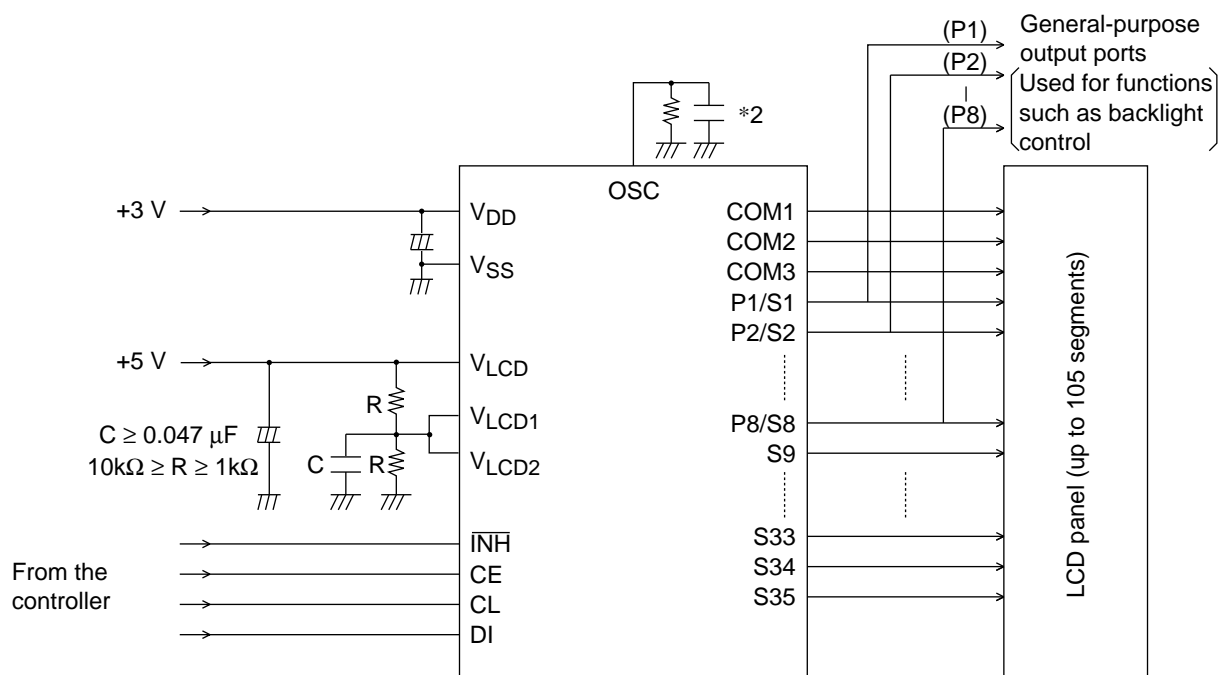 (P1)
General-purpose
output ports
(P2)
(P8)
Used for functions
such as backlight
control
*2
OSC
+3 V
VDD
VSS
+5 V
VLCD
R
VLCD1
C ≥ 0.047 μF
10kΩ ≥ R ≥ 1kΩ
C
R
VLCD2
INH
From the
controller
CE
CL
DI
COM1
COM2
COM3
P1/S1
P2/S2
P8/S8
S9
S33
S34
S35
LCD panel (up to 105 segments)